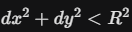 dx² + dy² < R²